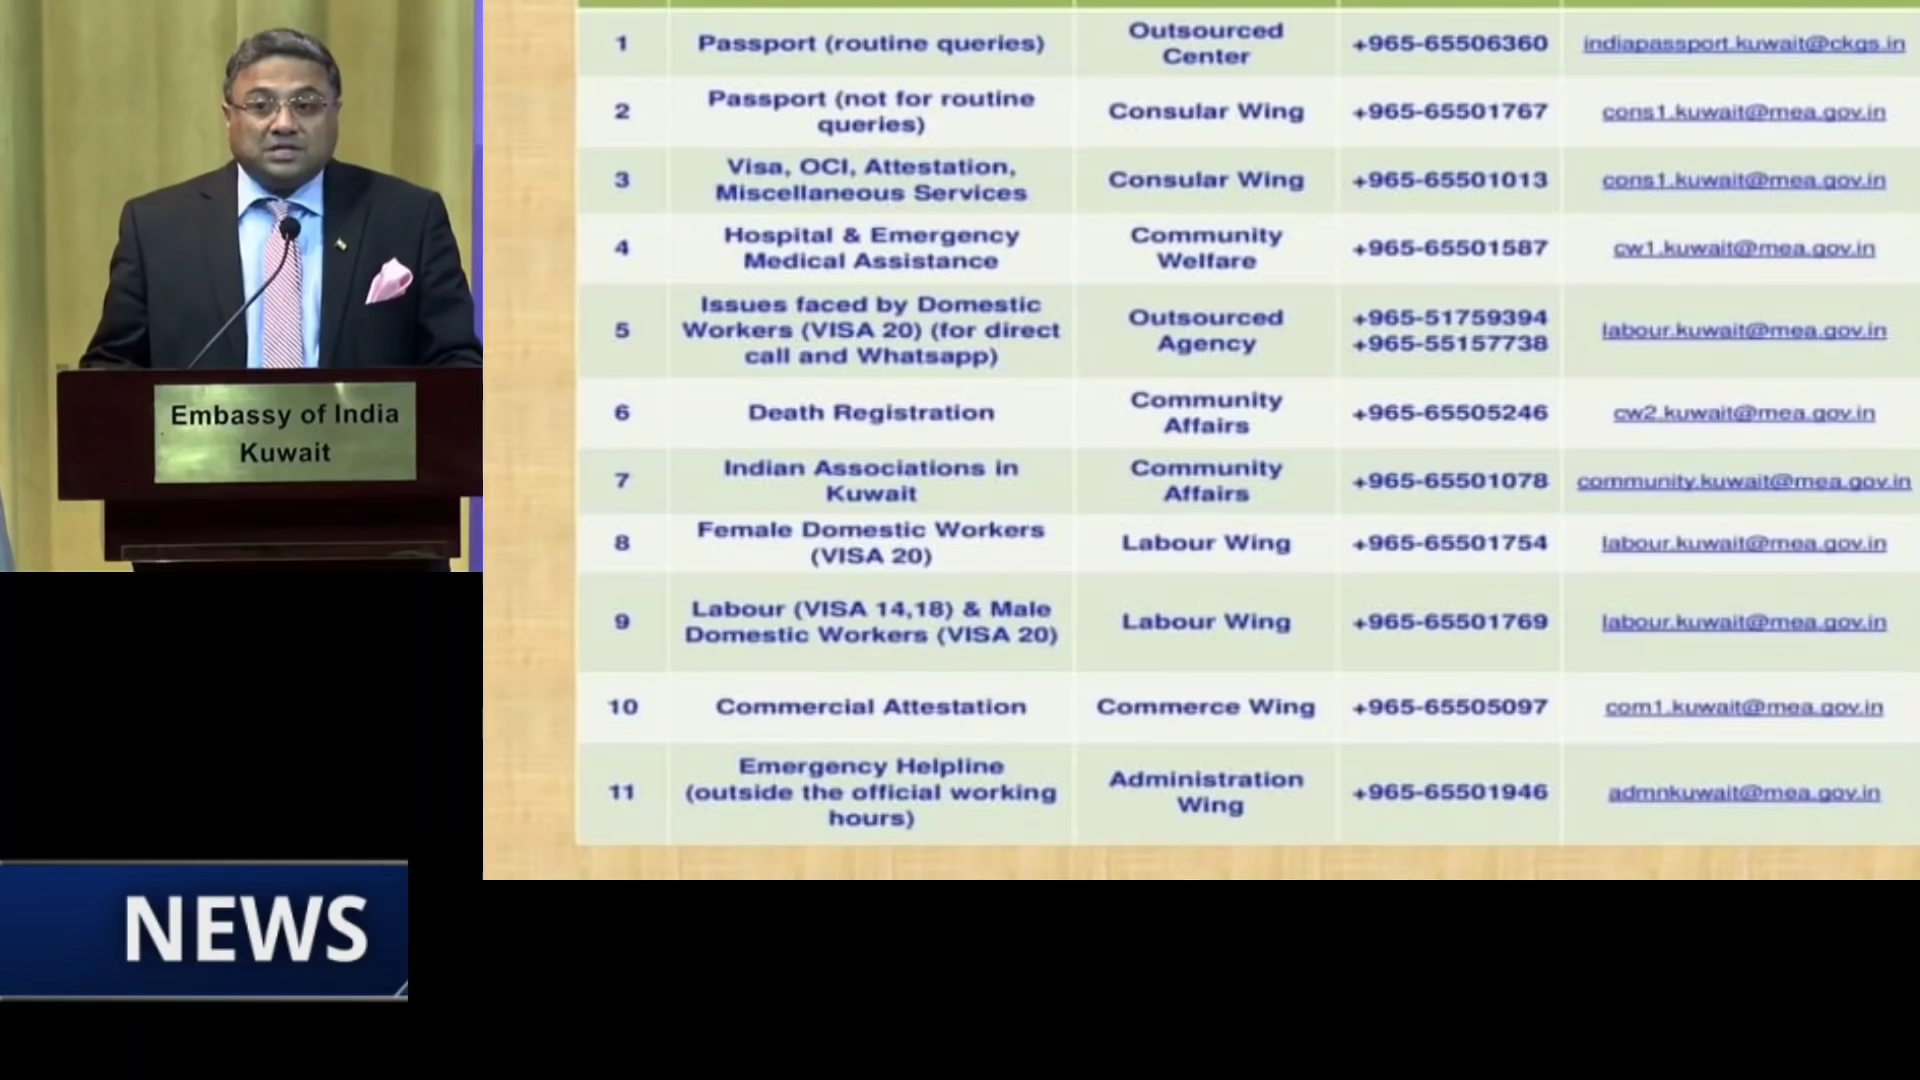 Embassy of India
Kuwait
1
Passport (routine queries)
Outsourced
Center
+965-65506360
indiapassport.kuwait@ckgs.in
2
Passport (not for routine
queries)
Consular Wing
+965-65501767
cons1.kuwait@mea.gov.in
3
Visa, OCI, Attestation,
Miscellaneous Services
Consular Wing
+965-65501013
cons1.kuwait@mea.gov.in
4
Hospital & Emergency
Medical Assistance
Community
Welfare
+965-65501587
cw1.kuwait@mea.gov.in
5
Issues faced by Domestic
Workers (VISA 20) (for direct
call and Whatsapp)
Outsourced
Agency
+965-51759394
+965-55157738
labour.kuwait@mea.gov.in
6
Death Registration
Community
Affairs
+965-65505246
cw2.kuwait@mea.gov.in
7
Indian Associations in
Kuwait
Community
Affairs
+965-65501078
community.kuwait@mea.gov.in
8
Female Domestic Workers
(VISA 20)
Labour Wing
+965-65501754
labour.kuwait@mea.gov.in
9
Labour (VISA 14,18) & Male
Domestic Workers (VISA 20)
Labour Wing
+965-65501769
labour.kuwait@mea.gov.in
10
Commercial Attestation
Commerce Wing
+965-65505097
com1.kuwait@mea.gov.in
11
Emergency Helpline
(outside the official working
hours)
Administration
Wing
+965-65501946
admnkuwait@mea.gov.in
NEWS